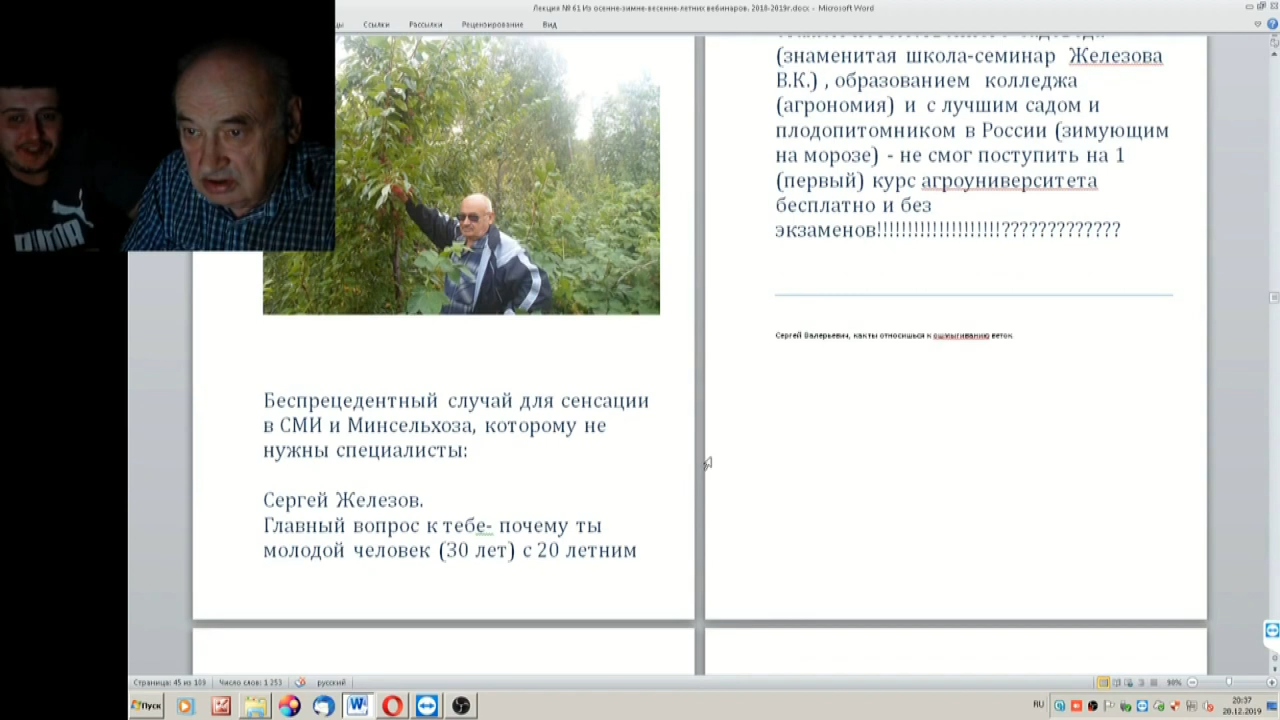 Лекция № 61 Из осенне-зимне-весенне-летних вебинаров, 2018-2019г.docx - Microsoft Word
Ссылки Рассылки Рецензирование Вид
PUMA
Беспрецедентный случай для сенсации
в СМИ и Минсельхоза, которому не
нужны специалисты:
Сергей Железов.
Главный вопрос к тебе- почему ты
молодой человек (30 лет) с 20 летним
(знаменитая школа-семинар Железова
В.К.) , образованием колледжа
(агрономия) и с лучшим садом и
плодопитомником в России (зимующим
на морозе) - не смог поступить на 1
(первый) курс агроуниверситета
бесплатно и без
экзаменов!!!!!!!!!!!!!!!!!!!!?????????????
Сергей Валерьевич, как ты относишься к ошмыгиванию веток
Страница: 45 из 109 Число слов: 1 253 русский 90%
Пуск RU 20:37
20.12.2019